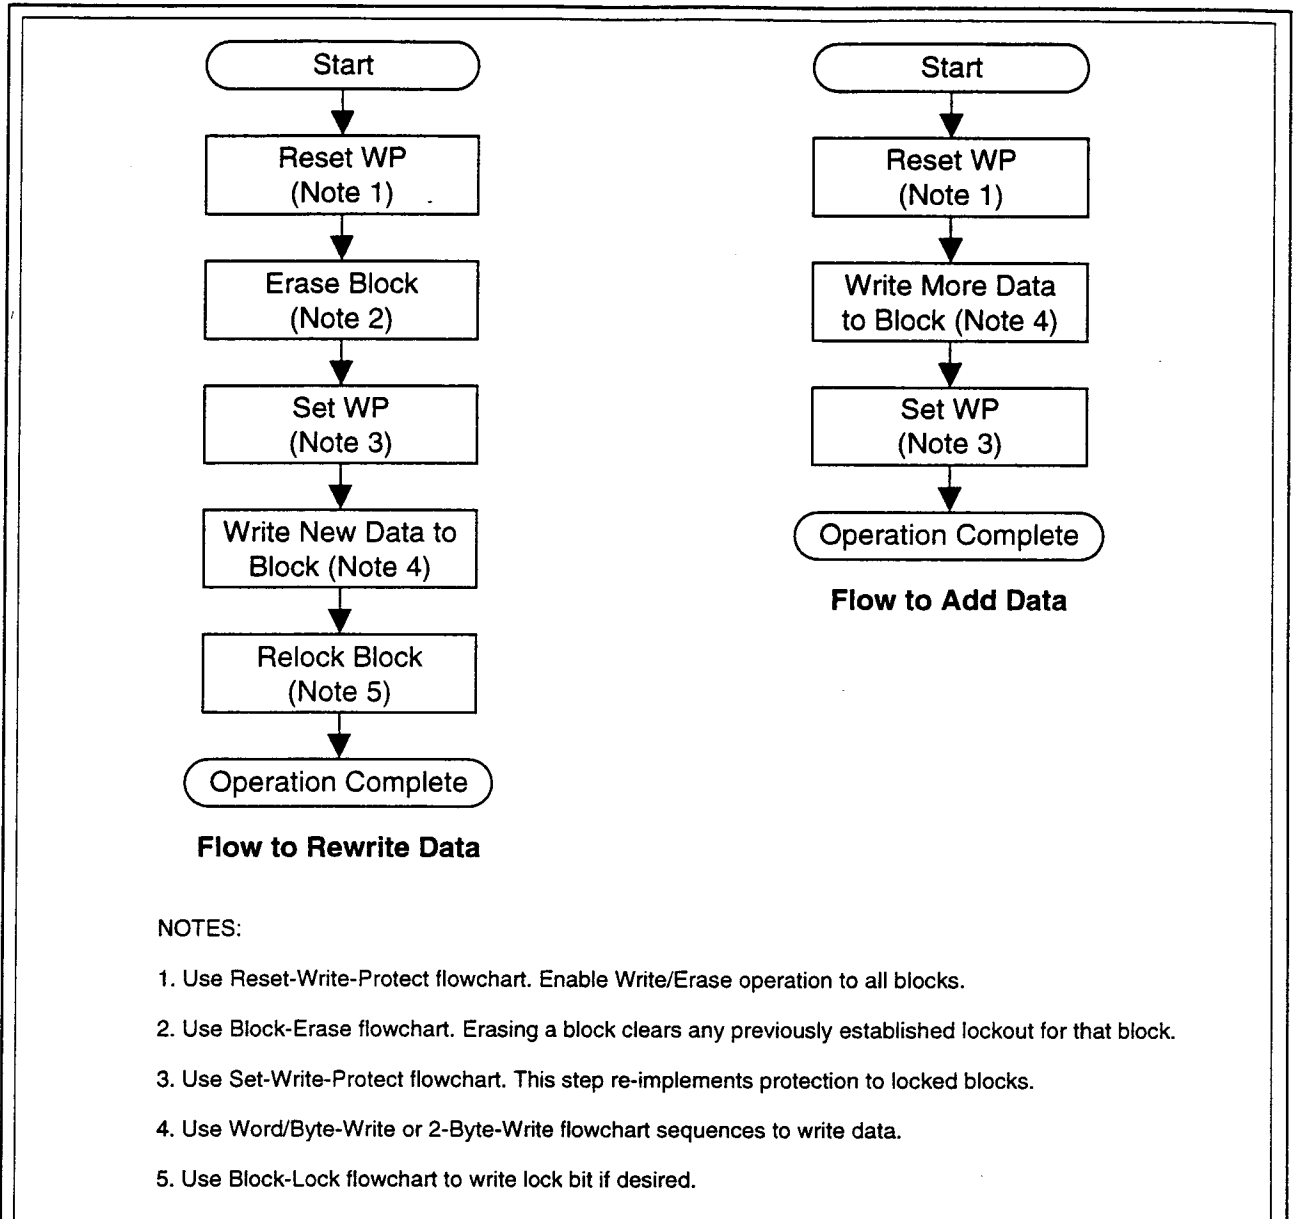 Start
Reset WP
(Note 1)
Erase Block
(Note 2)
Set WP
(Note 3)
Write New Data to
Block (Note 4)
Relock Block
(Note 5)
Operation Complete
Flow to Rewrite Data
Start
Reset WP
(Note 1)
Write More Data
to Block (Note 4)
Set WP
(Note 3)
Operation Complete
Flow to Add Data
NOTES:
1. Use Reset-Write-Protect flowchart. Enable Write/Erase operation to all blocks.
2. Use Block-Erase flowchart. Erasing a block clears any previously established lockout for that block.
3. Use Set-Write-Protect flowchart. This step re-implements protection to locked blocks.
4. Use Word/Byte-Write or 2-Byte-Write flowchart sequences to write data.
5. Use Block-Lock flowchart to write lock bit if desired.